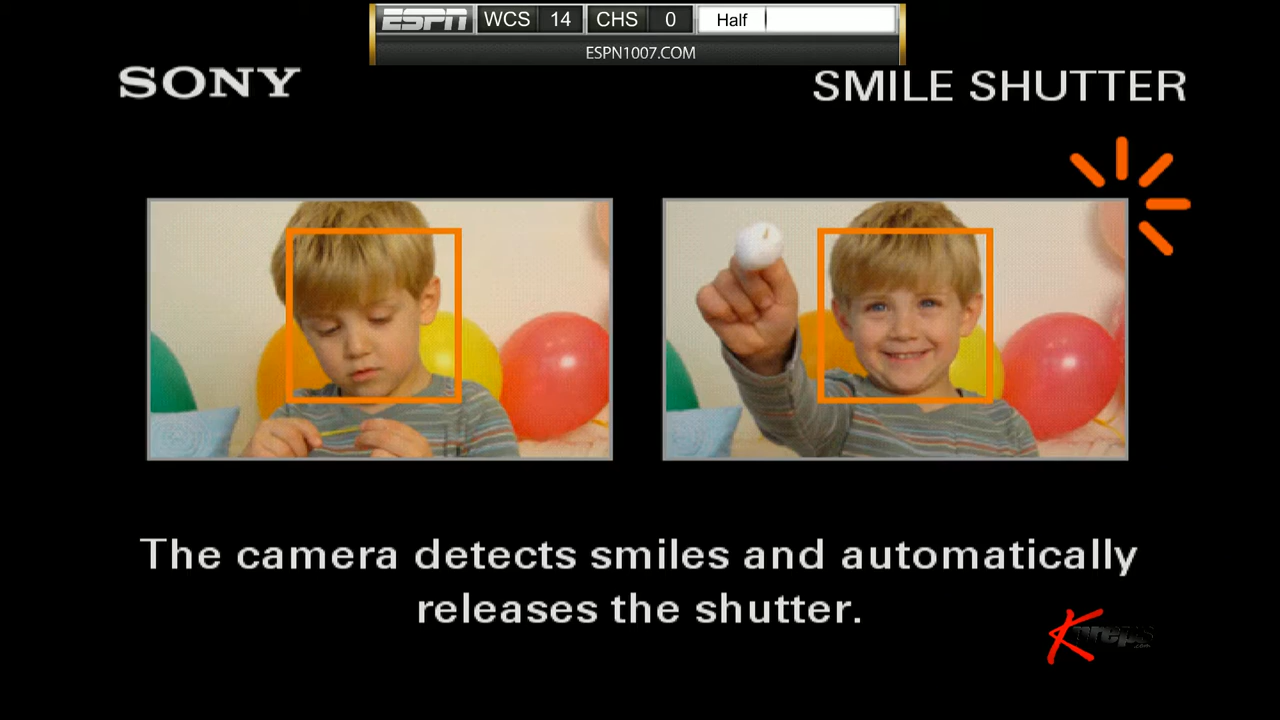 ESPN WCS 14 CHS 0 Half
ESPN1007.COM
SONY
SMILE SHUTTER
The camera detects smiles and automatically
releases the shutter.